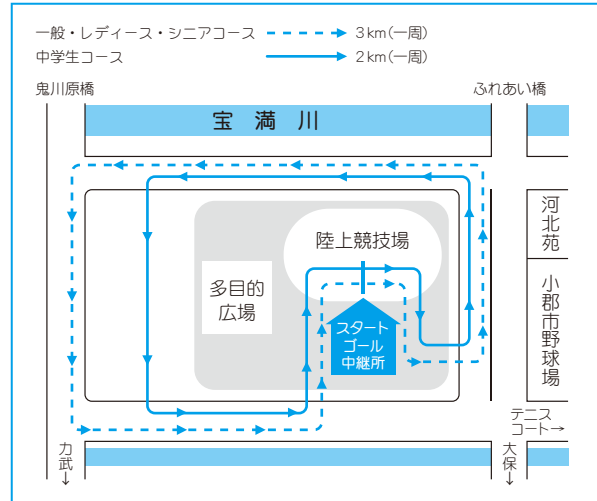 一般・レディース・シニアコース 3km(一周)
中学生コース 2km(一周)
鬼川原橋
ふれあい橋
宝満川
陸上競技場
多目的
広場
スタート
ゴール
中継所
河北苑
小郡市野球場
テニス
コート→
力武↓
大保↓